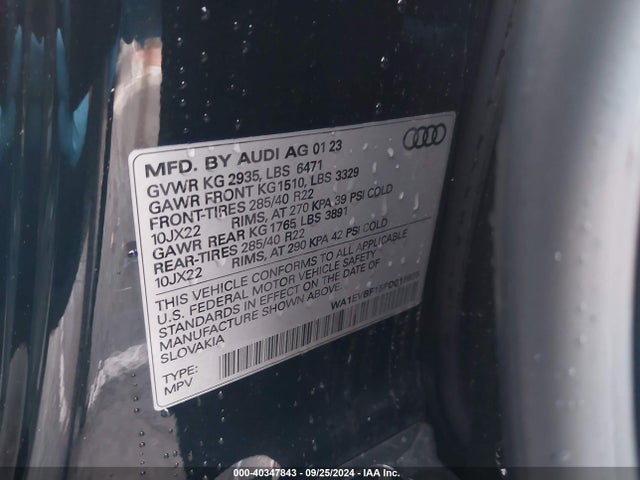 MFD. BY AUDI AG 01 23
GVWR KG 2935, LBS 6471
GAWR FRONT KG1510, LBS 3329
FRONT-TIRES 285/40 R22
10JX22 RIMS, AT 270 KPA 39 PSI COLD
GAWR REAR KG 1765 LBS 3891
REAR-TIRES 285/40 R22
10JX22 RIMS, AT 290 KPA 42 PSI COLD
THIS VEHICLE CONFORMS TO ALL APPLICABLE
U.S. FEDERAL MOTOR VEHICLE SAFETY
STANDARDS IN EFFECT ON THE DATE OF
MANUFACTURE SHOWN ABOVE.
SLOVAKIA
TYPE:
MPV
000-40347843 - 09/25/2024 - IAA Inc.